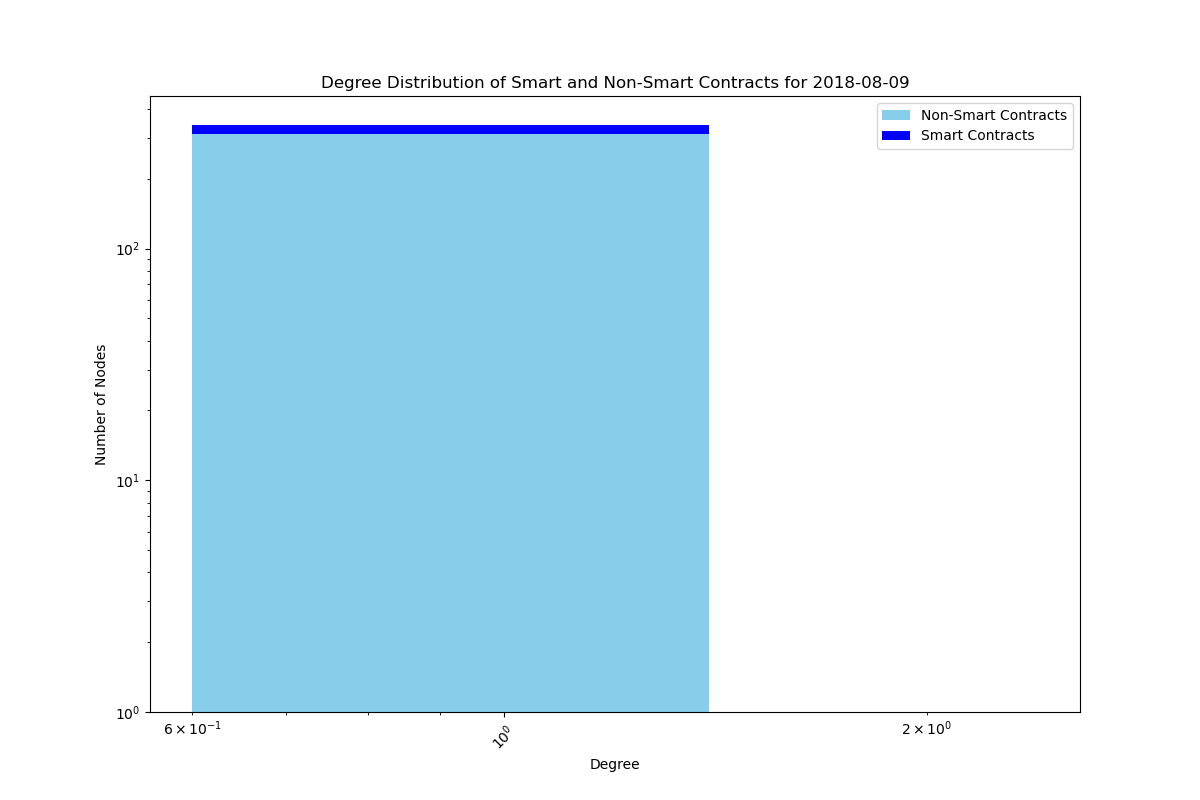 Degree Distribution of Smart and Non-Smart Contracts for 2018-08-09
Non-Smart Contracts
Smart Contracts
Number of Nodes
10²
10¹
10⁰
6 × 10⁻¹
10⁰
2 × 10⁰
Degree